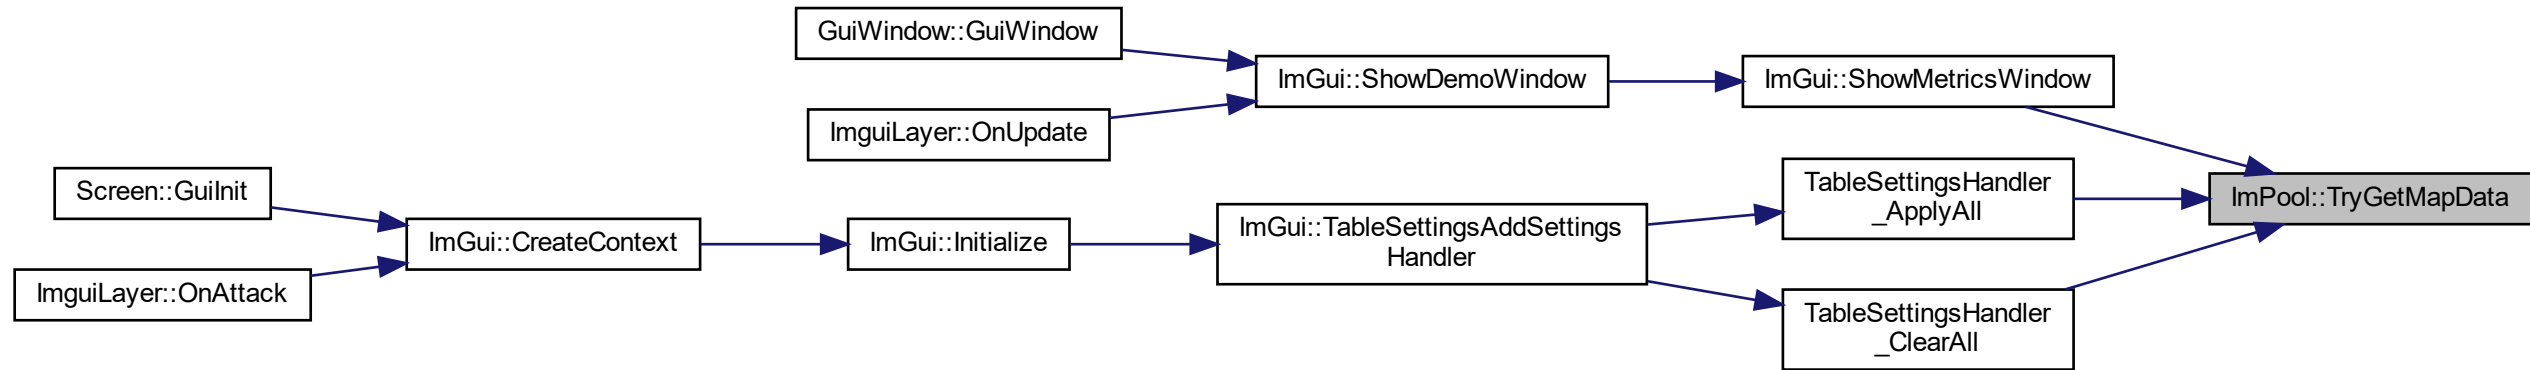 GuiWindow::GuiWindow
ImGui::ShowDemoWindow
ImGui::ShowMetricsWindow
ImguiLayer::OnUpdate
Screen::GuiInit
TableSettingsHandler
_ApplyAll
ImPool::TryGetMapData
ImGui::CreateContext
ImGui::Initialize
ImGui::TableSettingsAddSettings
Handler
ImguiLayer::OnAttack
TableSettingsHandler
_ClearAll